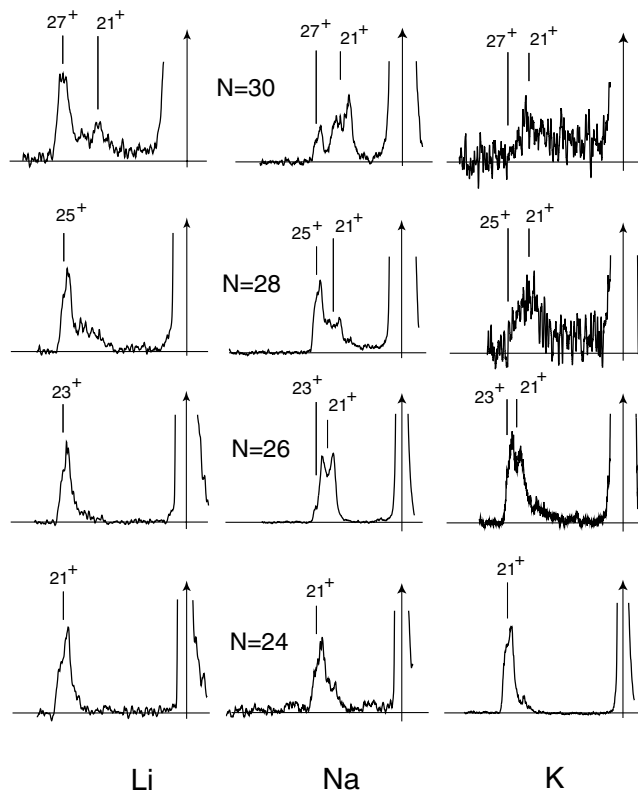 27+ 21+ 27+ 21+ 27+ 21+
N=30
25+ 25+ 21+ 25+ 21+
N=28
23+ 23+ 21+ 23+ 21+
N=26
21+ 21+ 21+
N=24
Li Na K